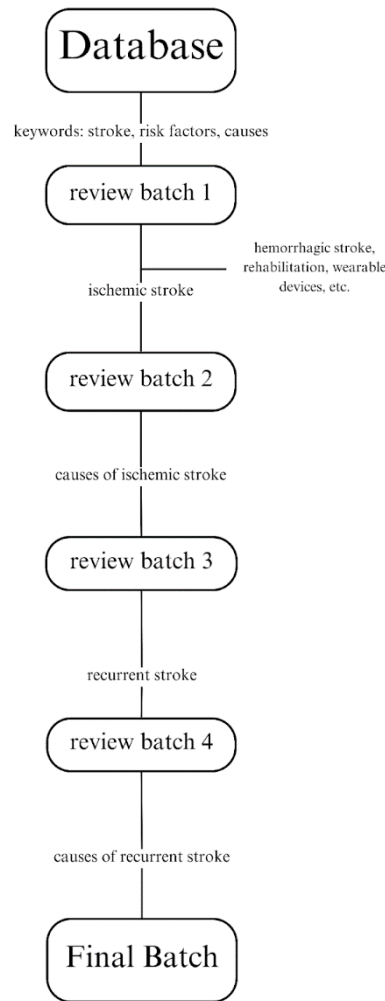 Database
keywords: stroke, risk factors, causes
review batch 1
hemorrhagic stroke,
rehabilitation, wearable
devices, etc.
ischemic stroke
review batch 2
causes of ischemic stroke
review batch 3
recurrent stroke
review batch 4
causes of recurrent stroke
Final Batch